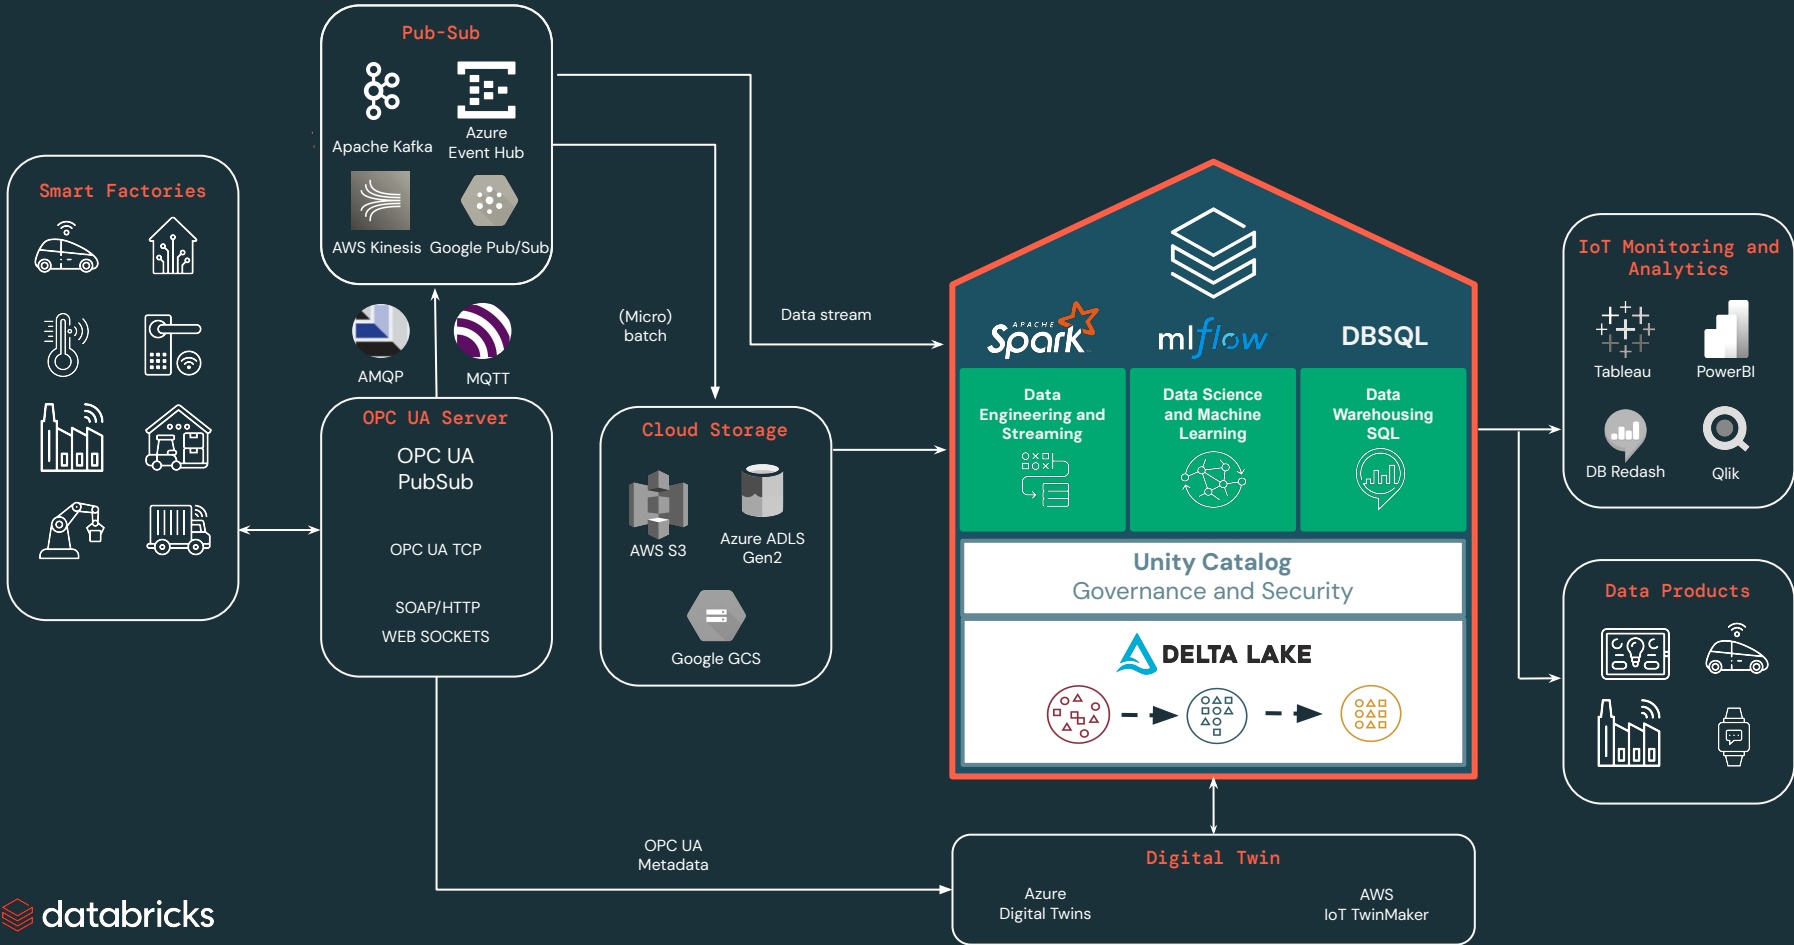 Pub-Sub
Apache Kafka
Azure
Event Hub
AWS Kinesis
Google Pub/Sub
Smart Factories
AMQP
MQTT
OPC UA Server
OPC UA
PubSub
OPC UA TCP
SOAP/HTTP
WEB SOCKETS
(Micro)
batch
Data stream
Cloud Storage
AWS S3
Azure ADLS
Gen2
Google GCS
APACHE
Spark
mlflow
DBSQL
Data
Engineering and
Streaming
Data Science
and Machine
Learning
Data
Warehousing
SQL
Unity Catalog
Governance and Security
DELTA LAKE
IoT Monitoring and
Analytics
Tableau
PowerBI
DB Redash
Qlik
Data Products
OPC UA
Metadata
Digital Twin
Azure
Digital Twins
AWS
IoT TwinMaker
databricks